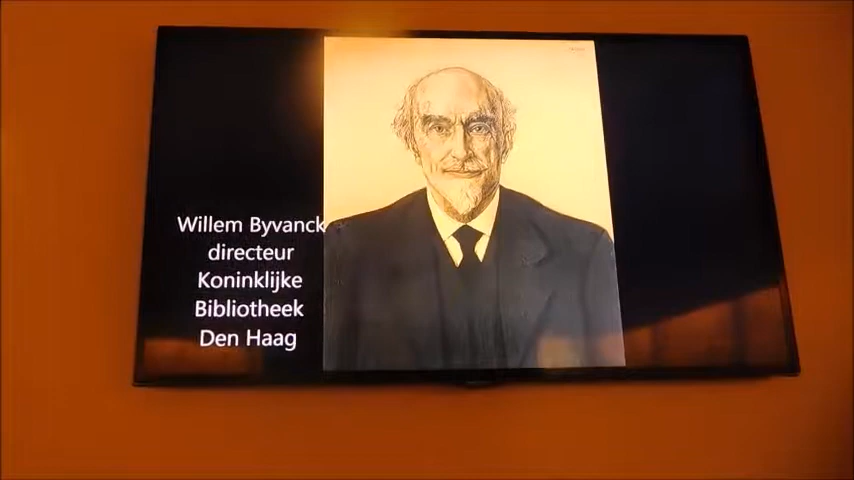 Willem Byvanck
directeur
Koninklijke
Bibliotheek
Den Haag